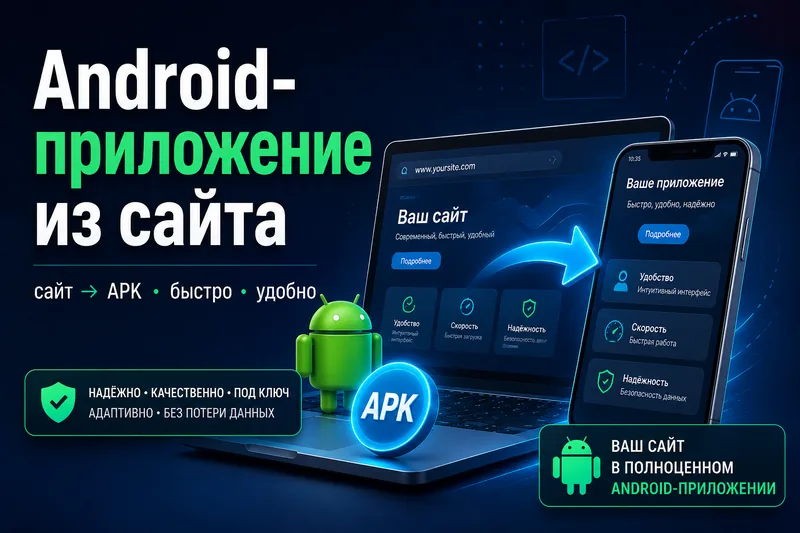 Android-
приложение
из сайта
сайт → APK • быстро • удобно
НАДЁЖНО • КАЧЕСТВЕННО • ПОД КЛЮЧ
АДАПТИВНО • БЕЗ ПОТЕРИ ДАННЫХ
</>
www.yoursite.com
Ваш сайт
Современный, быстрый, удобный
Подробнее
Удобство
интерфейс
Скорость
Быстрая загрузка
Надёжность
Безопасность
APK
10:35
Ваше приложение
Быстро, удобно, надёжно
Подробнее
Удобство
Интуитивный интерфейс
Скорость
Быстрая работа
Надёжность
Безопасность данных
ВАШ САЙТ
В ПОЛНОЦЕННОМ
ANDROID-ПРИЛОЖЕНИИ